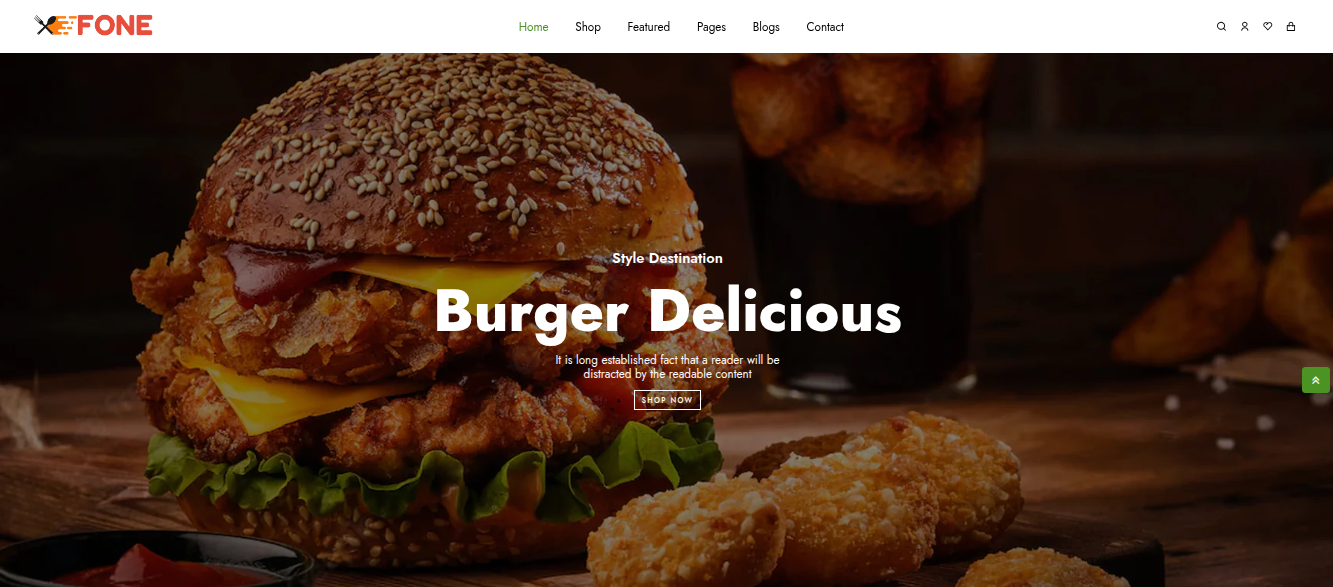 FONE
Home Shop Featured Pages Blogs Contact
Style Destination
Burger Delicious
It is long established fact that a reader will be
distracted by the readable content
SHOP NOW